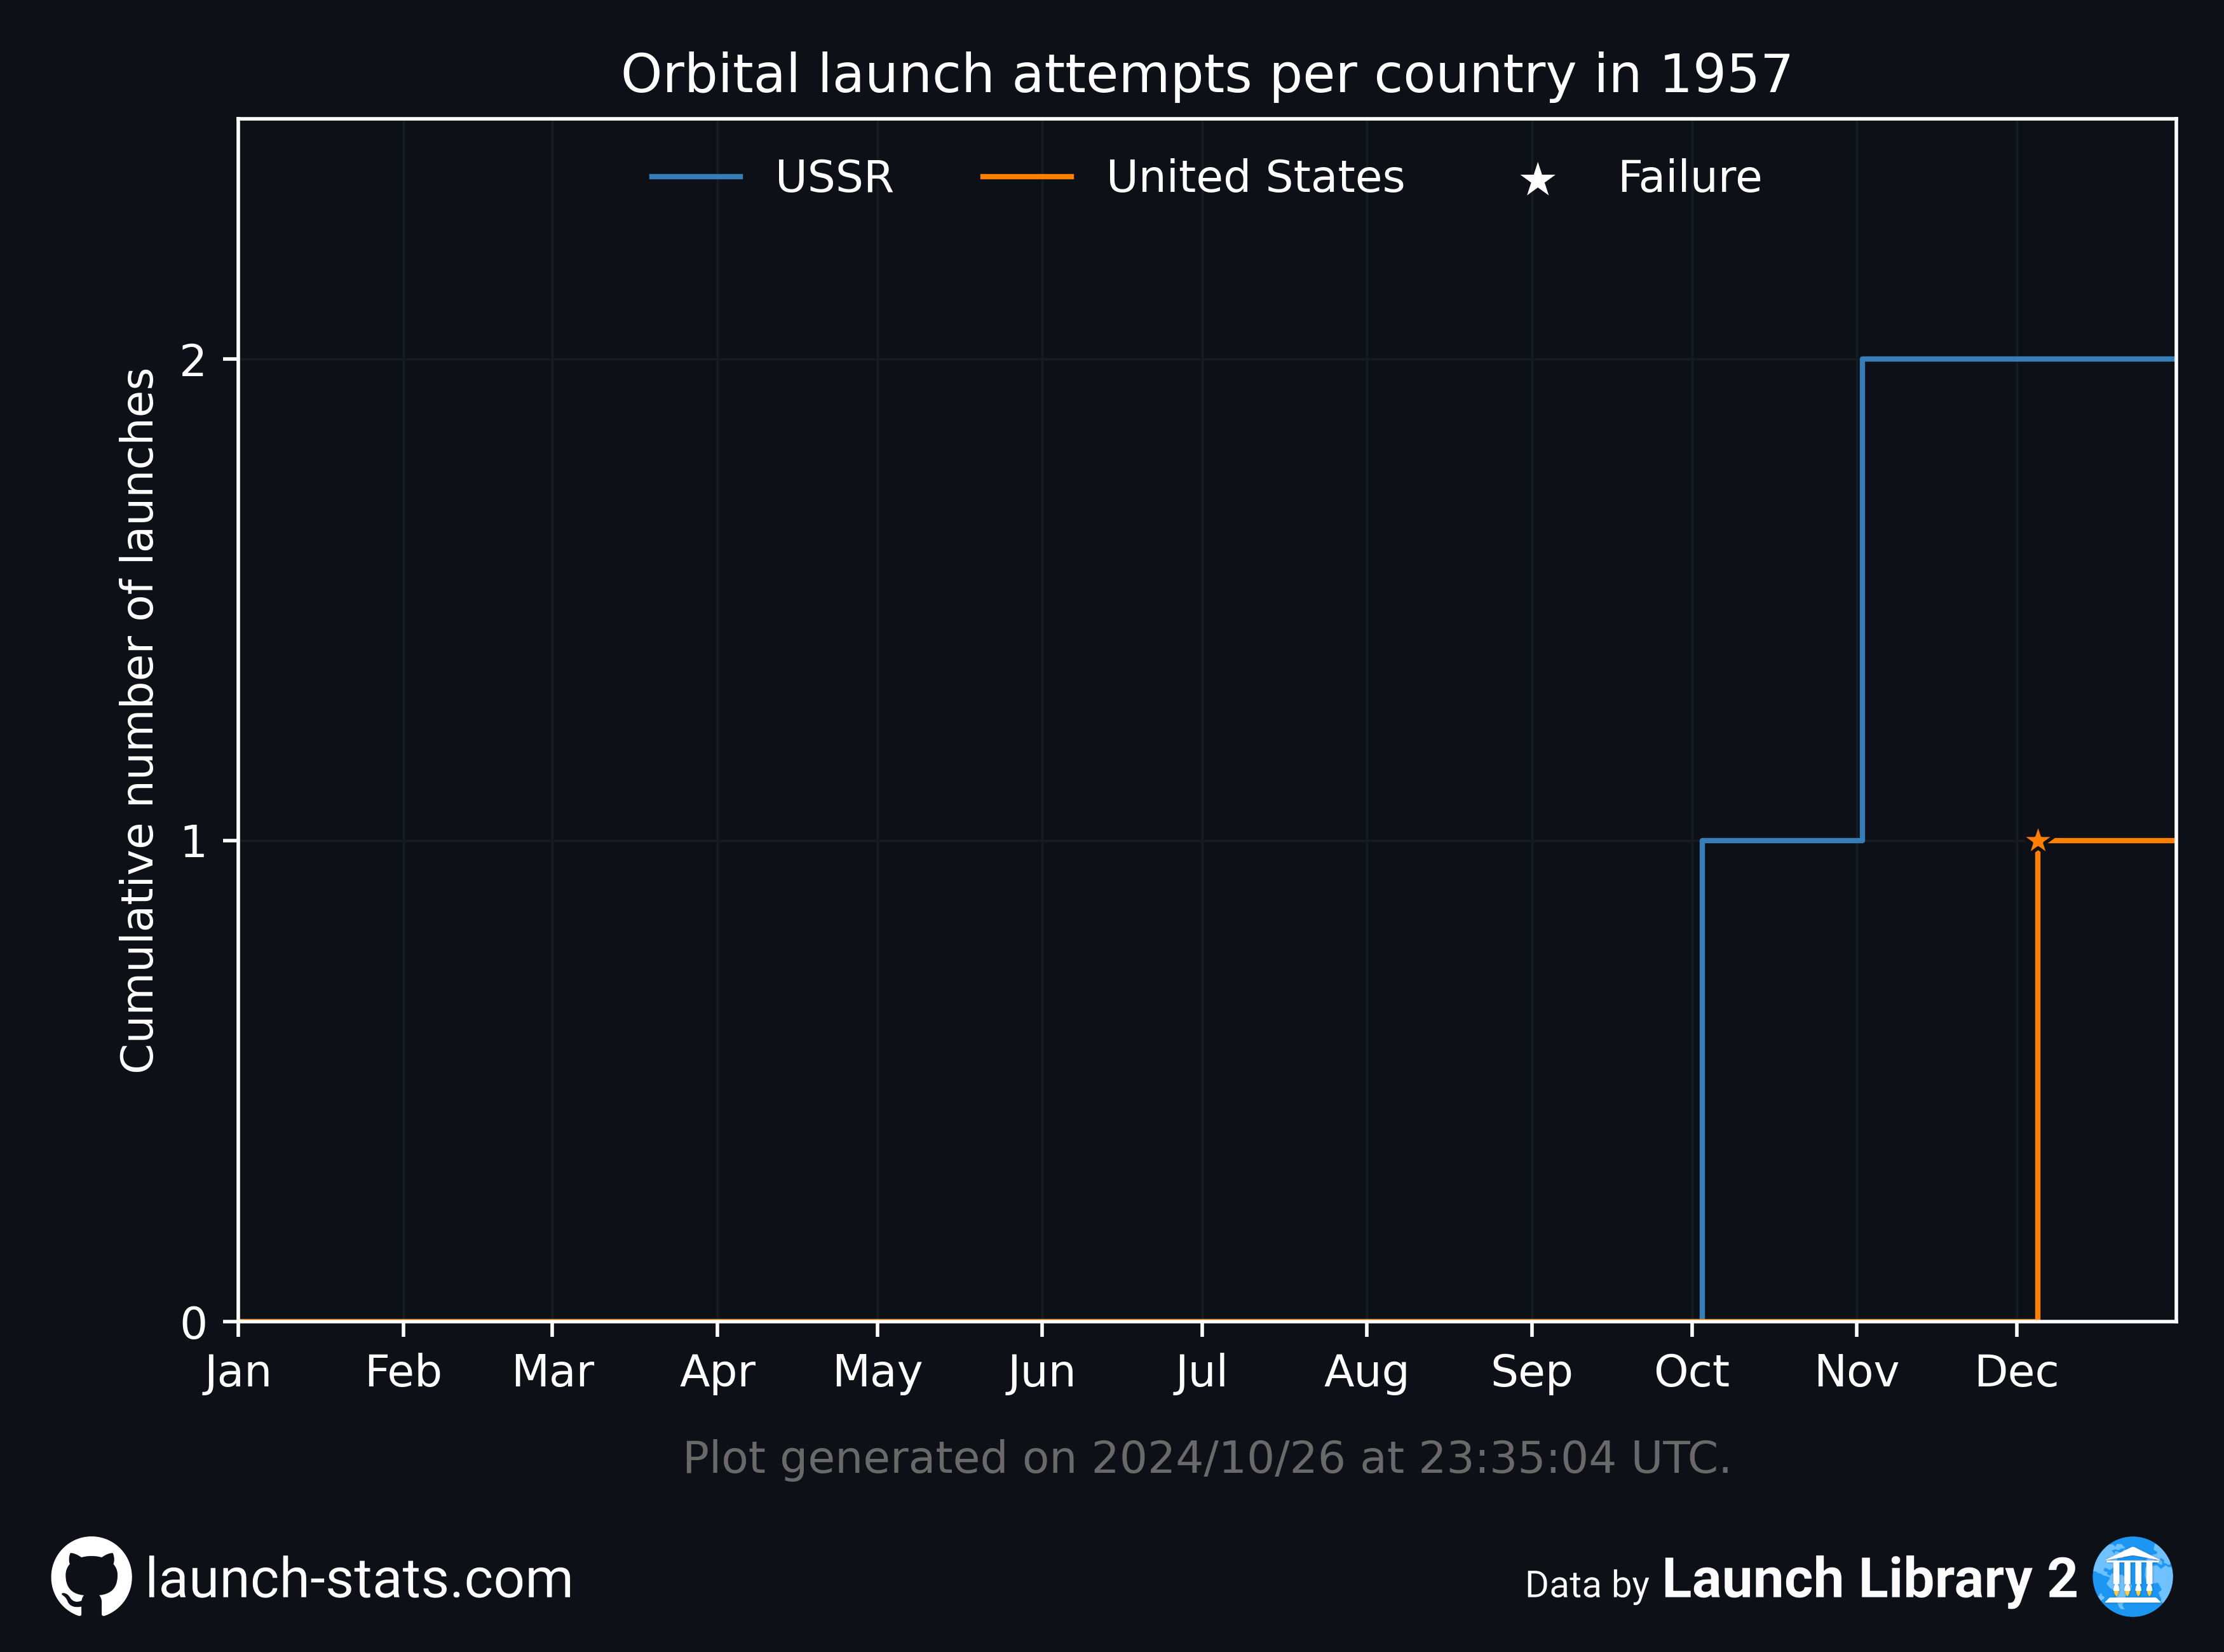 Orbital launch attempts per country in 1957
USSR United States Failure
Cumulative number of launches
2
1
0
Jan Feb Mar Apr May Jun Jul Aug Sep Oct Nov Dec
Plot generated on 2024/10/26 at 23:35:04 UTC.
launch-stats.com
Data by Launch Library 2